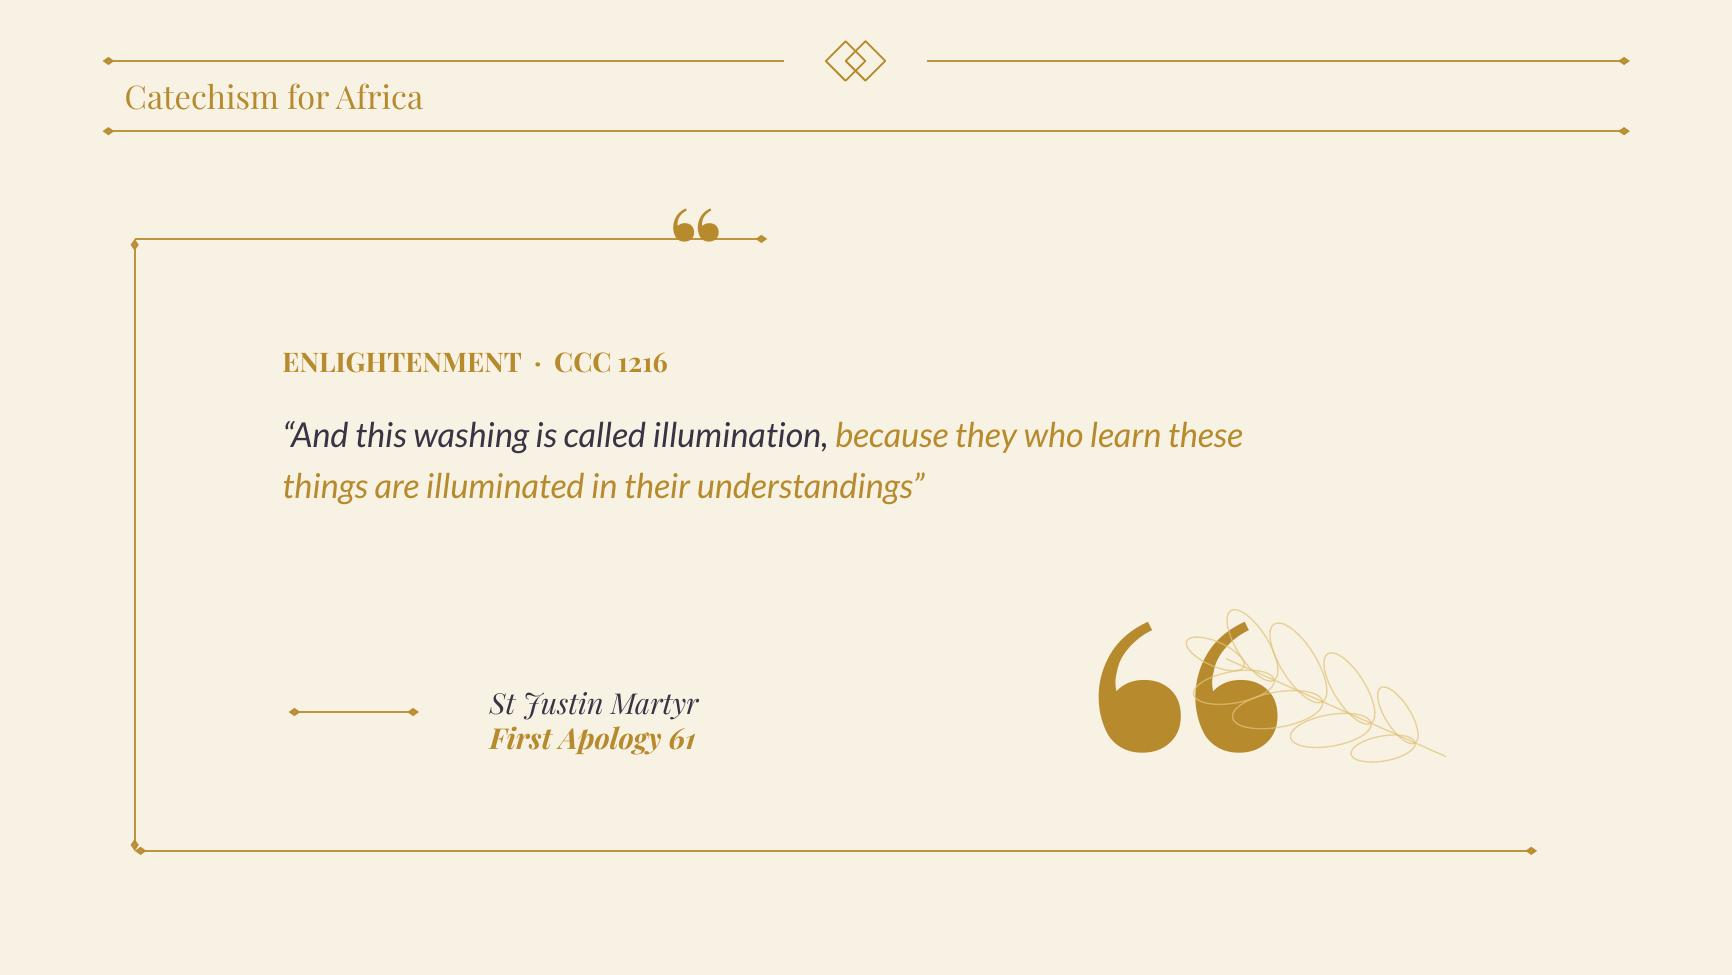 Catechism for Africa
ENLIGHTENMENT · CCC 1216
“And this washing is called illumination, because they who learn these
things are illuminated in their understandings”
St Justin Martyr
First Apology 61